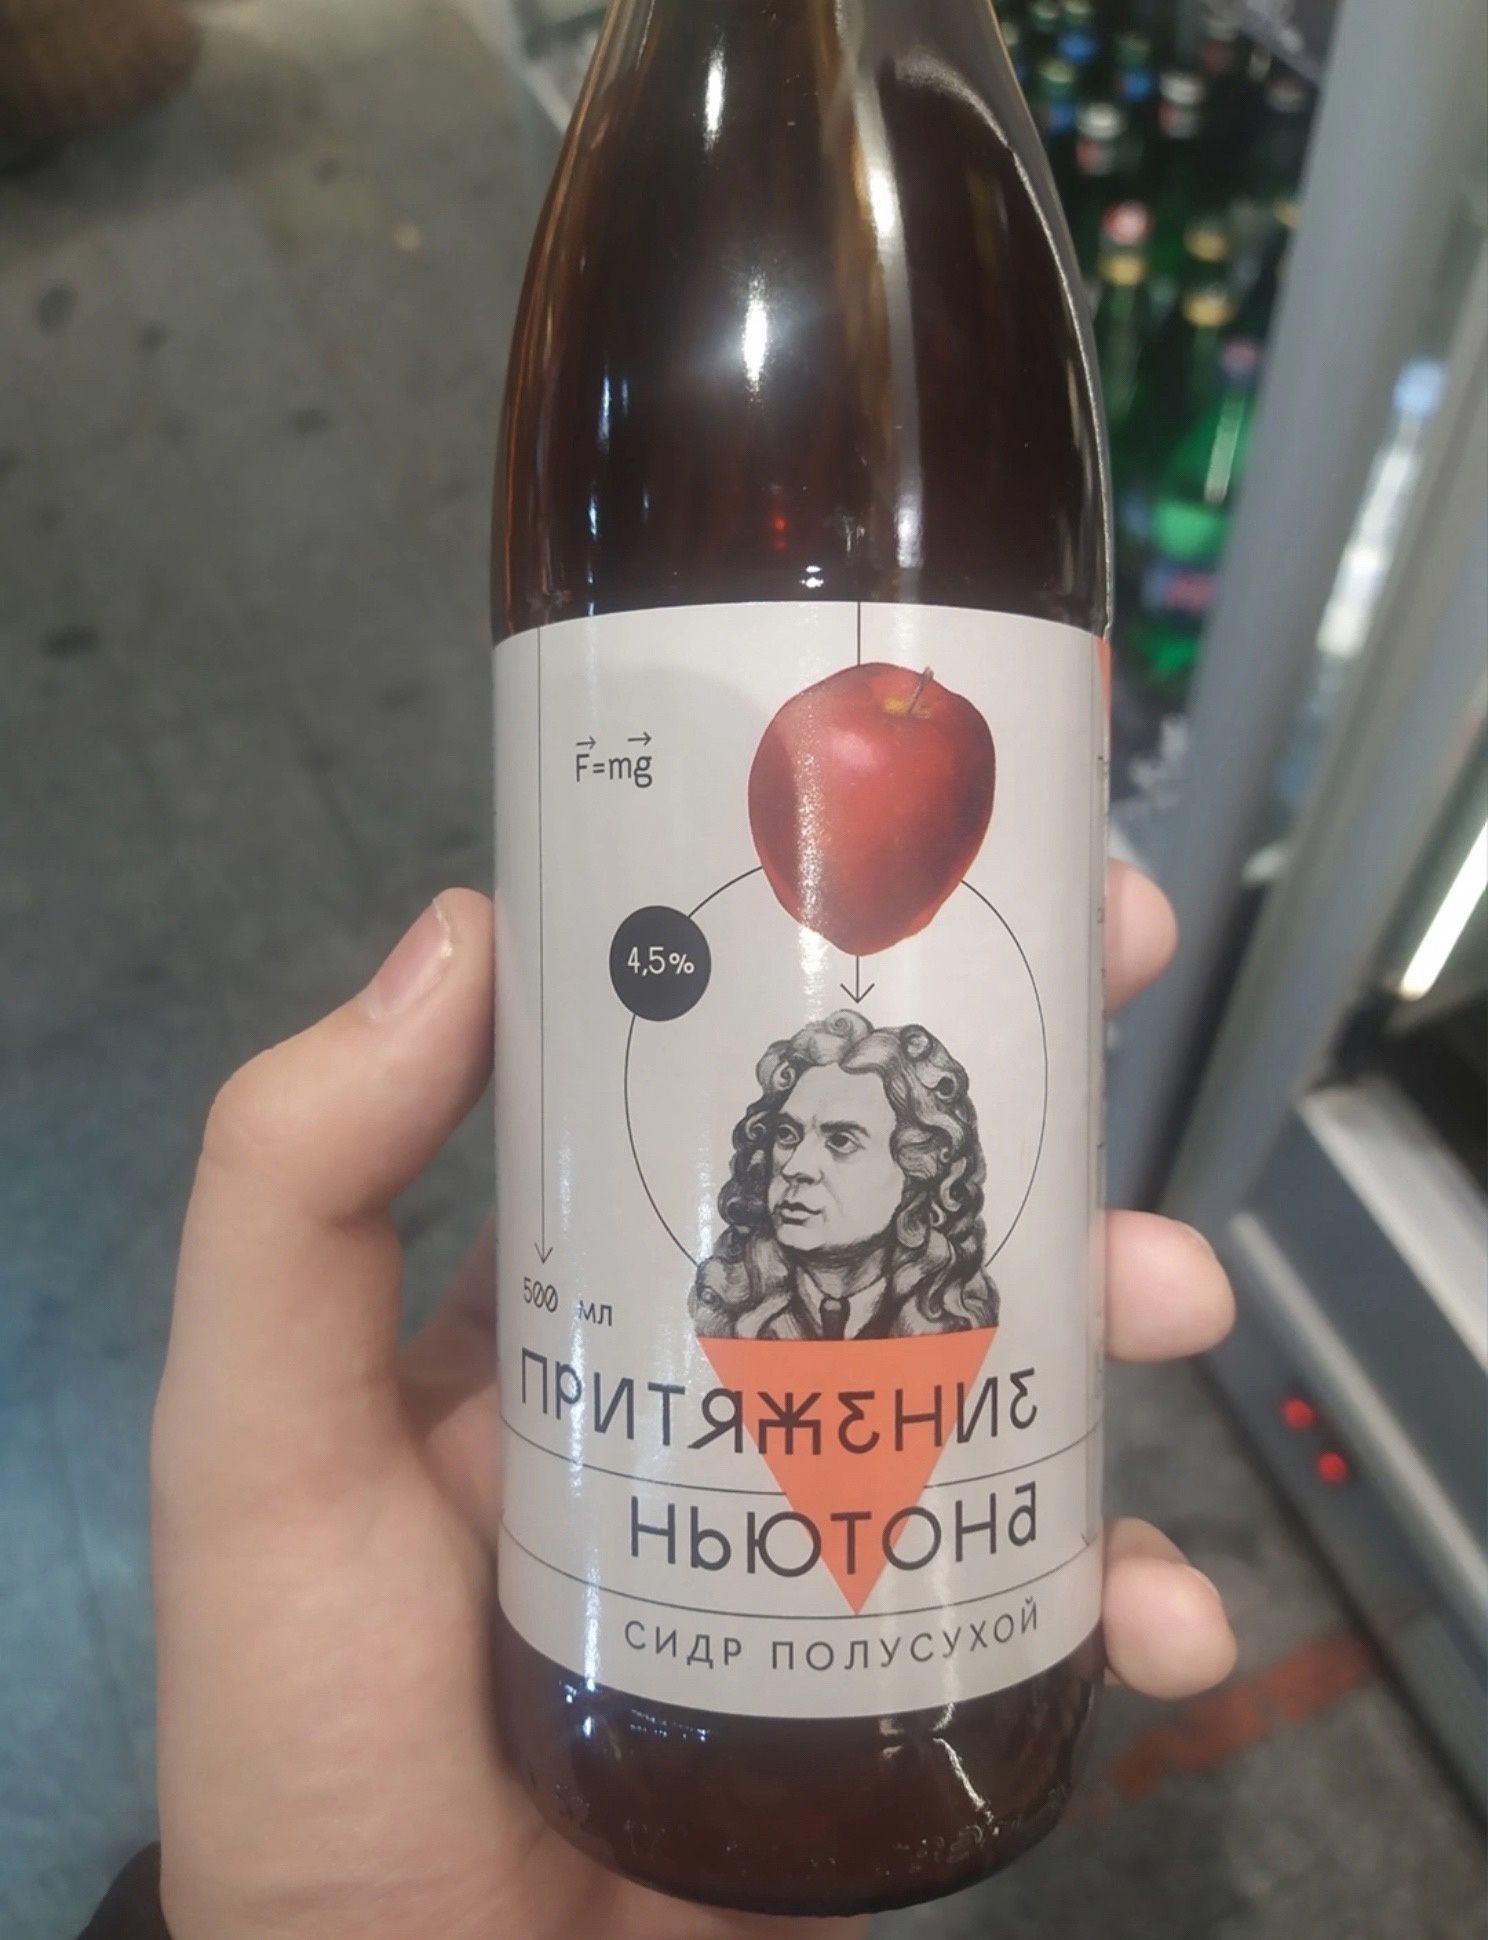 F=mg
4,5%
500 мл
ПРИТЯЖЕНИЕ
НЬЮТОНА
СИДР ПОЛУСУХОЙ